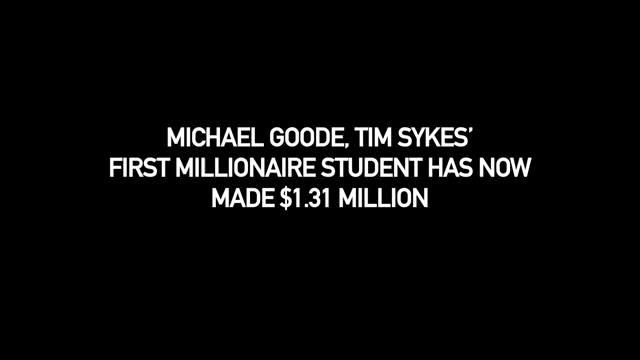 MICHAEL GOODE, TIM SYKES’
FIRST MILLIONAIRE STUDENT HAS NOW
MADE $1.31 MILLION